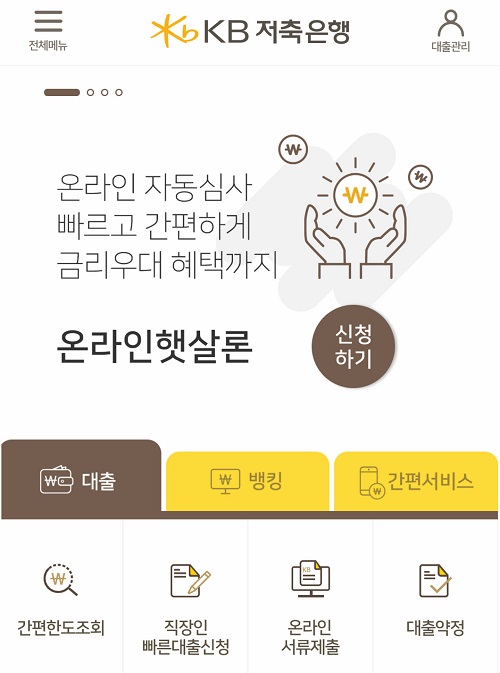 전체메뉴
KB 저축은행
대출관리
온라인 자동심사
빠르고 간편하게
금리우대 혜택까지
온라인햇살론
신청
하기
대출
뱅킹
간편서비스
간편한도조회
직장인
빠른대출신청
KB
온라인
서류제출
대출약정